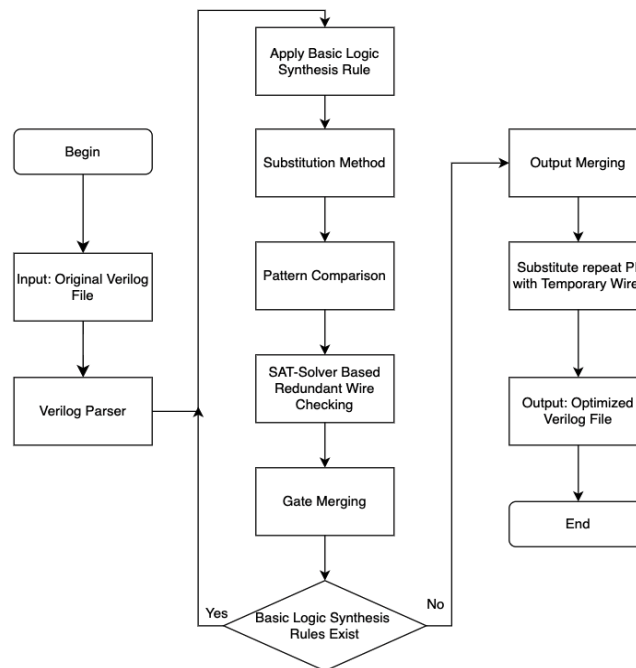 Begin
Input: Original Verilog
File
Verilog Parser
Apply Basic Logic
Synthesis Rule
Substitution Method
Pattern Comparison
SAT-Solver Based
Redundant Wire
Checking
Gate Merging
Basic Logic Synthesis
Rules Exist
Yes
No
Output Merging
Substitute repeat
with Temporary Wire
Output: Optimized
Verilog File
End